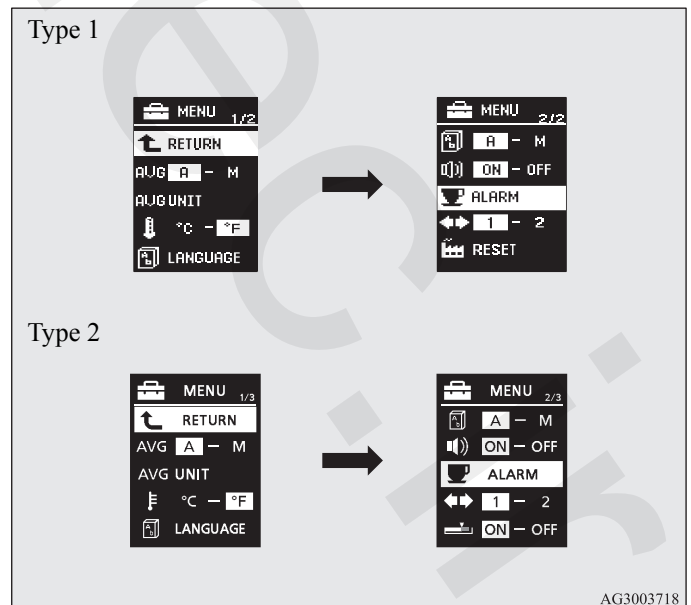 Type 1
MENU 1/2
RETURN
AVG A - M
AVG UNIT
°C - °F
LANGUAGE
MENU 2/2
A - M
ON - OFF
ALARM
1 - 2
RESET
Type 2
MENU 1/3
RETURN
AVG A - M
AVG UNIT
°C - °F
LANGUAGE
MENU 2/3
A - M
ON - OFF
ALARM
1 - 2
ON - OFF
AG3003718